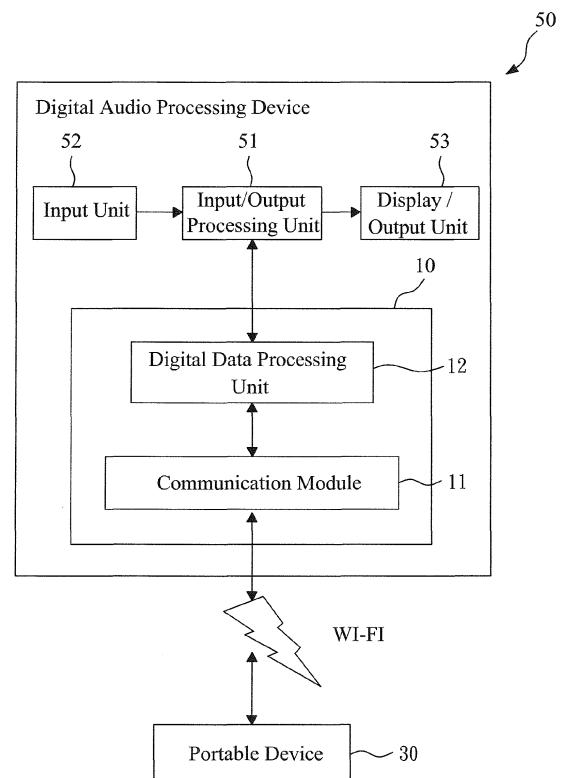 50
Digital Audio Processing Device
52
51
53
Input Unit
Input/Output
Processing Unit
Display /
Output Unit
10
Digital Data Processing
Unit
12
Communication Module
11
WI-FI
Portable Device
30